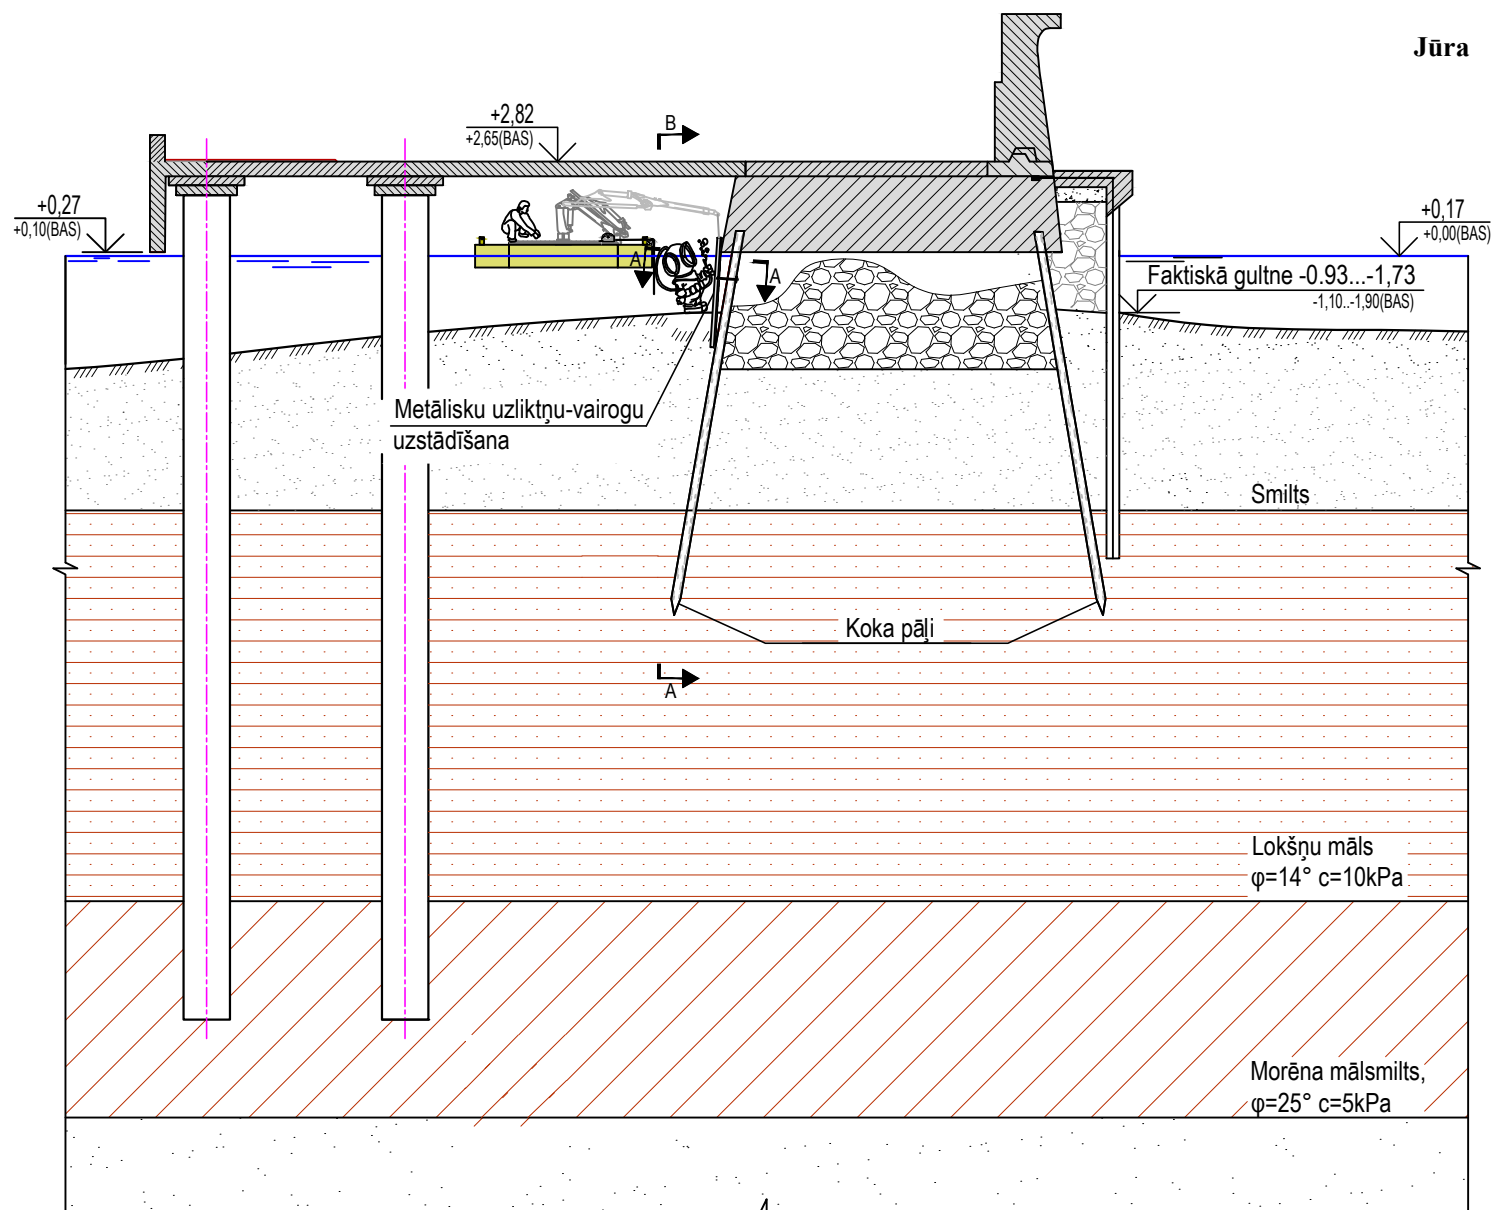 Jūra
+2,82
+2,65(BAS)
B
+0,27
+0,10(BAS)
+0,17
+0,00(BAS)
A
A
Faktiskā gultne -0.93...-1,73
-1,10..-1,90(BAS)
Metālisku uzliktņu-vairogu
uzstādīšana
Smilts
Koka pāļi
A
Lokšņu māls
φ=14° c=10kPa
Morēna mālsmilts,
φ=25° c=5kPa